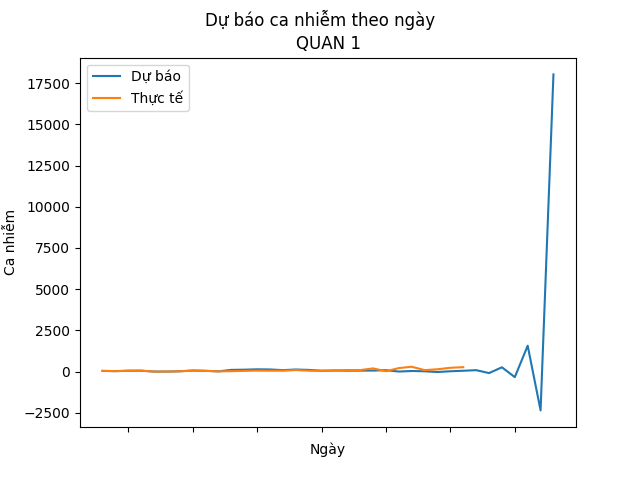 Dự báo ca nhiễm theo ngày
QUAN 1
Dự báo
Thực tế
17500
15000
12500
10000
7500
5000
2500
0
−2500
Ca nhiễm
Ngày